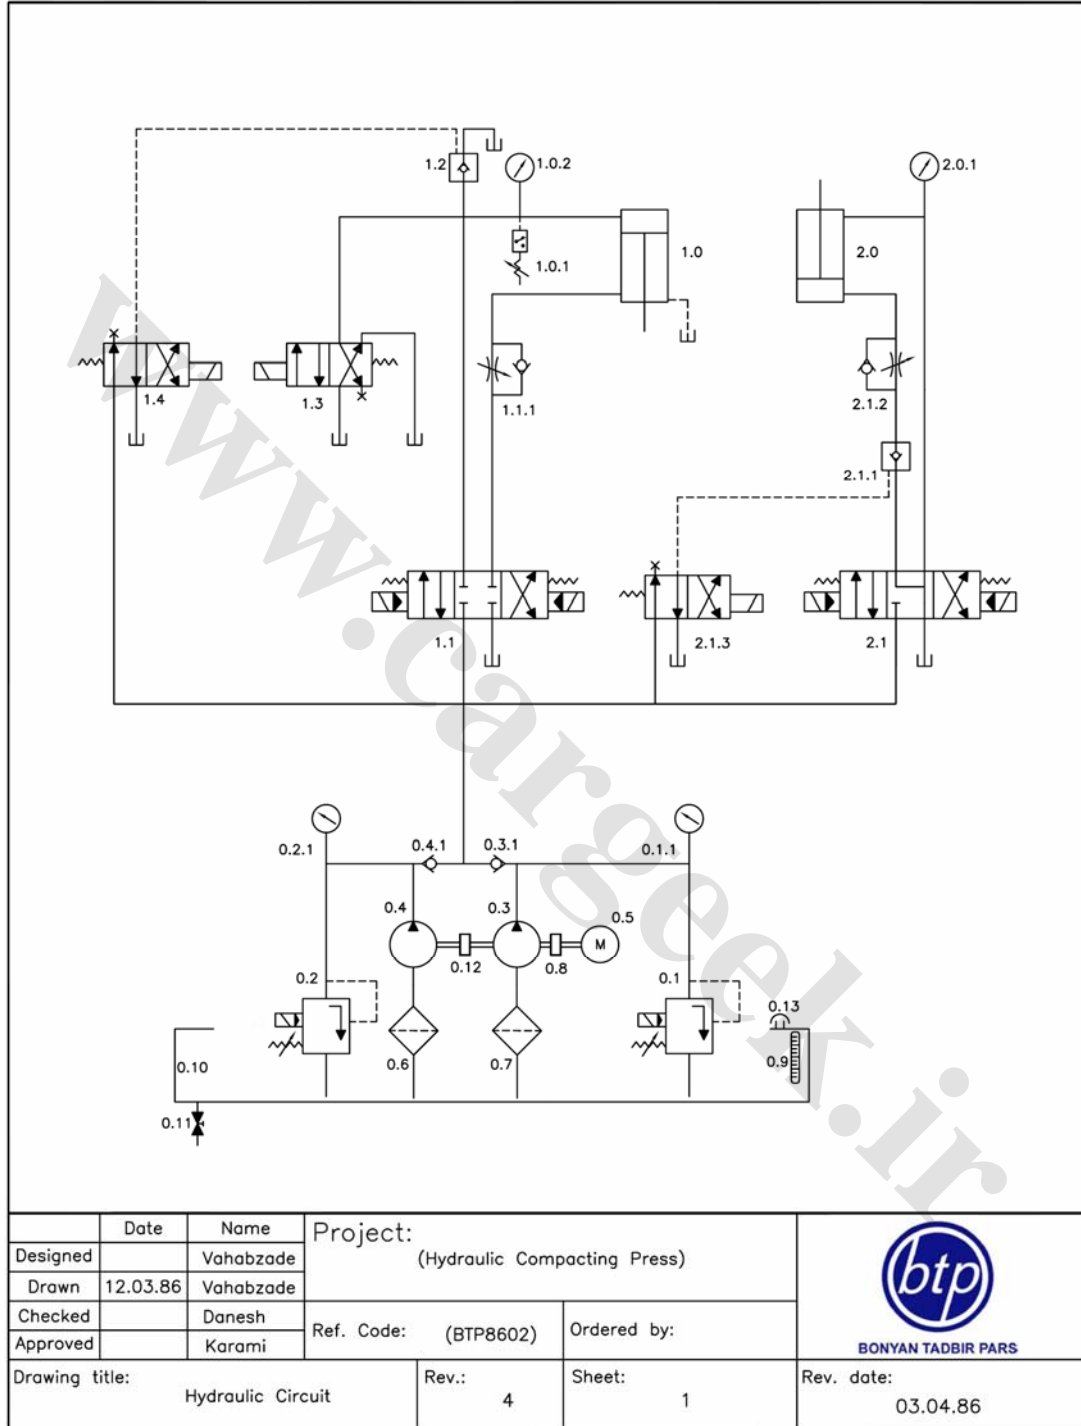 1.2
1.0.2
2.0.1
1.0
2.0
1.0.1
1.4
1.3
1.1.1
2.1.2
2.1.1
1.1
2.1.3
2.1
0.2.1
0.4.1
0.3.1
0.1.1
0.4
0.3
0.5
M
0.12
0.8
0.2
0.1
0.13
0.10
0.6
0.7
0.9
0.11
www.cargeek.ir
Date Name
Designed Vahabzade
Drawn 12.03.86 Vahabzade
Checked Danesh
Approved Karami
Project:
(Hydraulic Compacting Press)
Ref. Code: (BTP8602)
Ordered by:
btp
BONYAN TADBIR PARS
Drawing title:
Hydraulic Circuit
Rev.:
4
Sheet:
1
Rev. date:
03.04.86